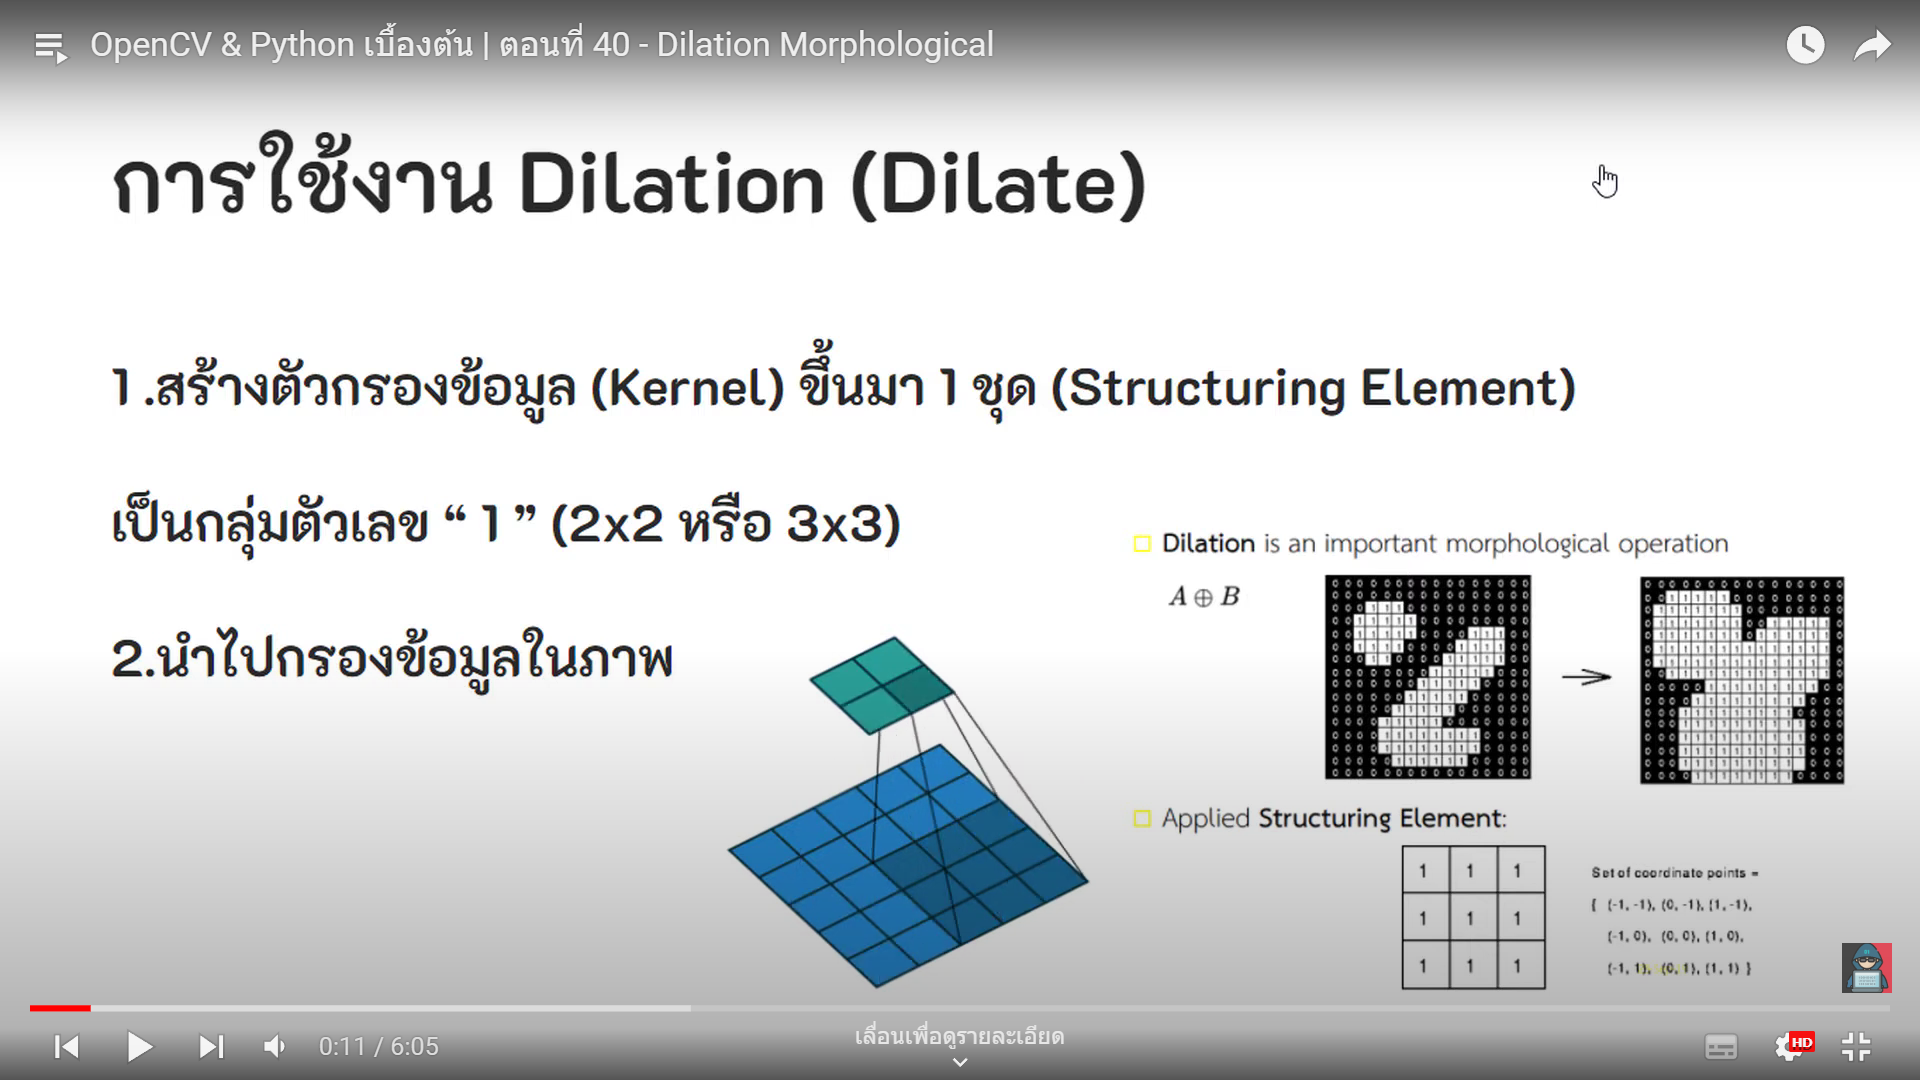 OpenCV & Python เบื้องต้น | ตอนที่ 40 - Dilation Morphological
การใช้งาน Dilation (Dilate)
1 .สร้างตัวกรองข้อมูล (Kernel) ขึ้นมา 1 ชุด (Structuring Element)
เป็นกลุ่มตัวเลข “ 1 ” (2x2 หรือ 3x3)
2.นำไปกรองข้อมูลในภาพ
Dilation is an important morphological operation
A ⊕ B
Applied Structuring Element:
1 1 1
1 1 1
1 1 1
Set of coordinate points =
{ (-1, -1), (0, -1), (1, -1),
(-1, 0), (0, 0), (1, 0),
(-1, 1), (0, 1), (1, 1) }
0:11 / 6:05
เลื่อนเพื่อดูรายละเอียด
HD